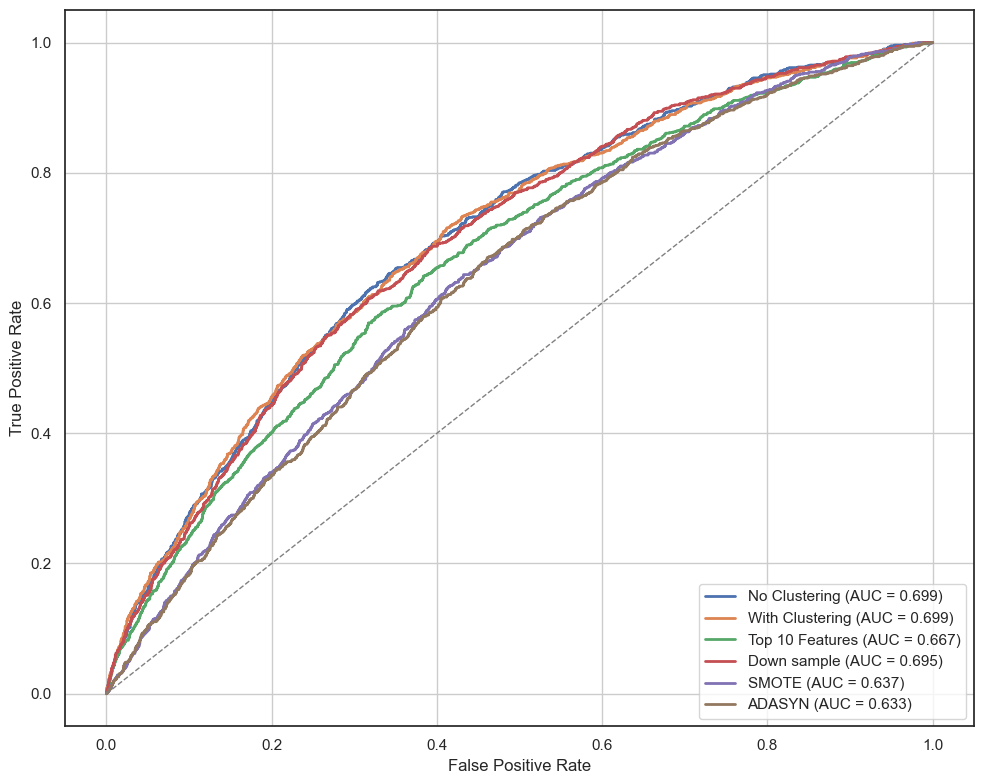 True Positive Rate
1.0
0.8
0.6
0.4
0.2
0.0
No Clustering (AUC = 0.699)
With Clustering (AUC = 0.699)
Top 10 Features (AUC = 0.667)
Down sample (AUC = 0.695)
SMOTE (AUC = 0.637)
ADASYN (AUC = 0.633)
0.0 0.2 0.4 0.6 0.8 1.0
False Positive Rate